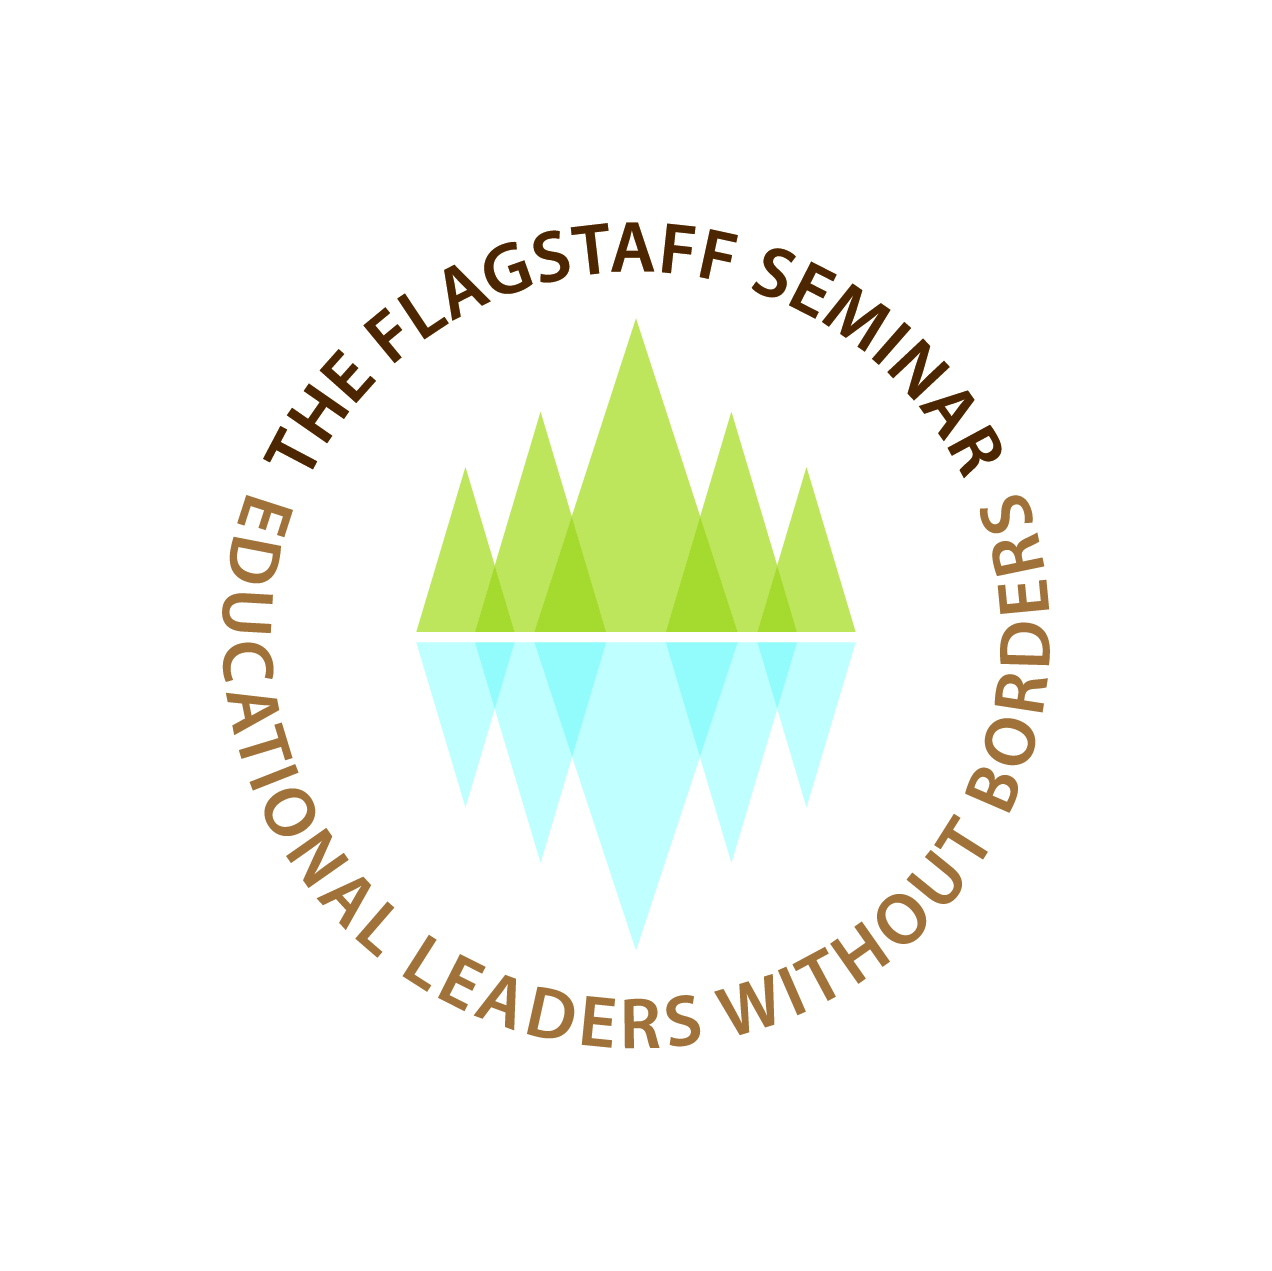 THE FLAGSTAFF SEMINAR
EDUCATIONAL LEADERS WITHOUT BORDERS